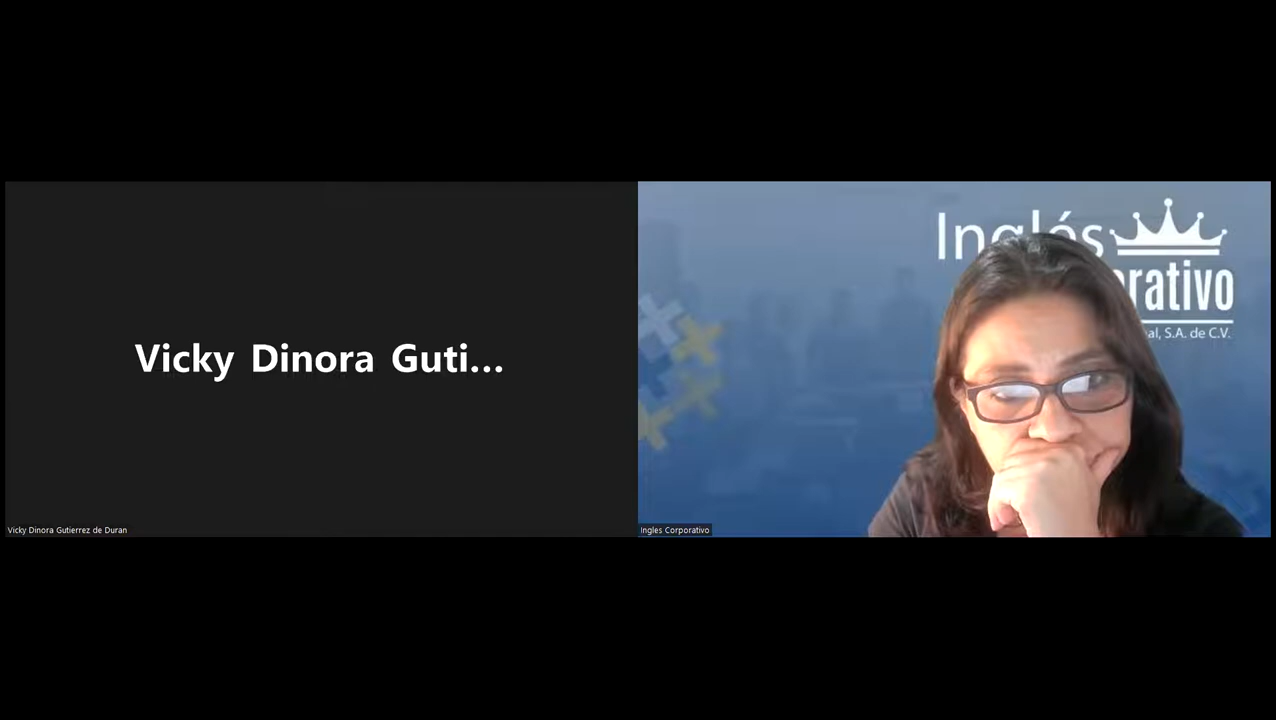 Vicky Dinora Guti...
Vicky Dinora Gutierrez de Duran
Inglés
rativo
al, S.A. de C.V.
Ingles Corporativo